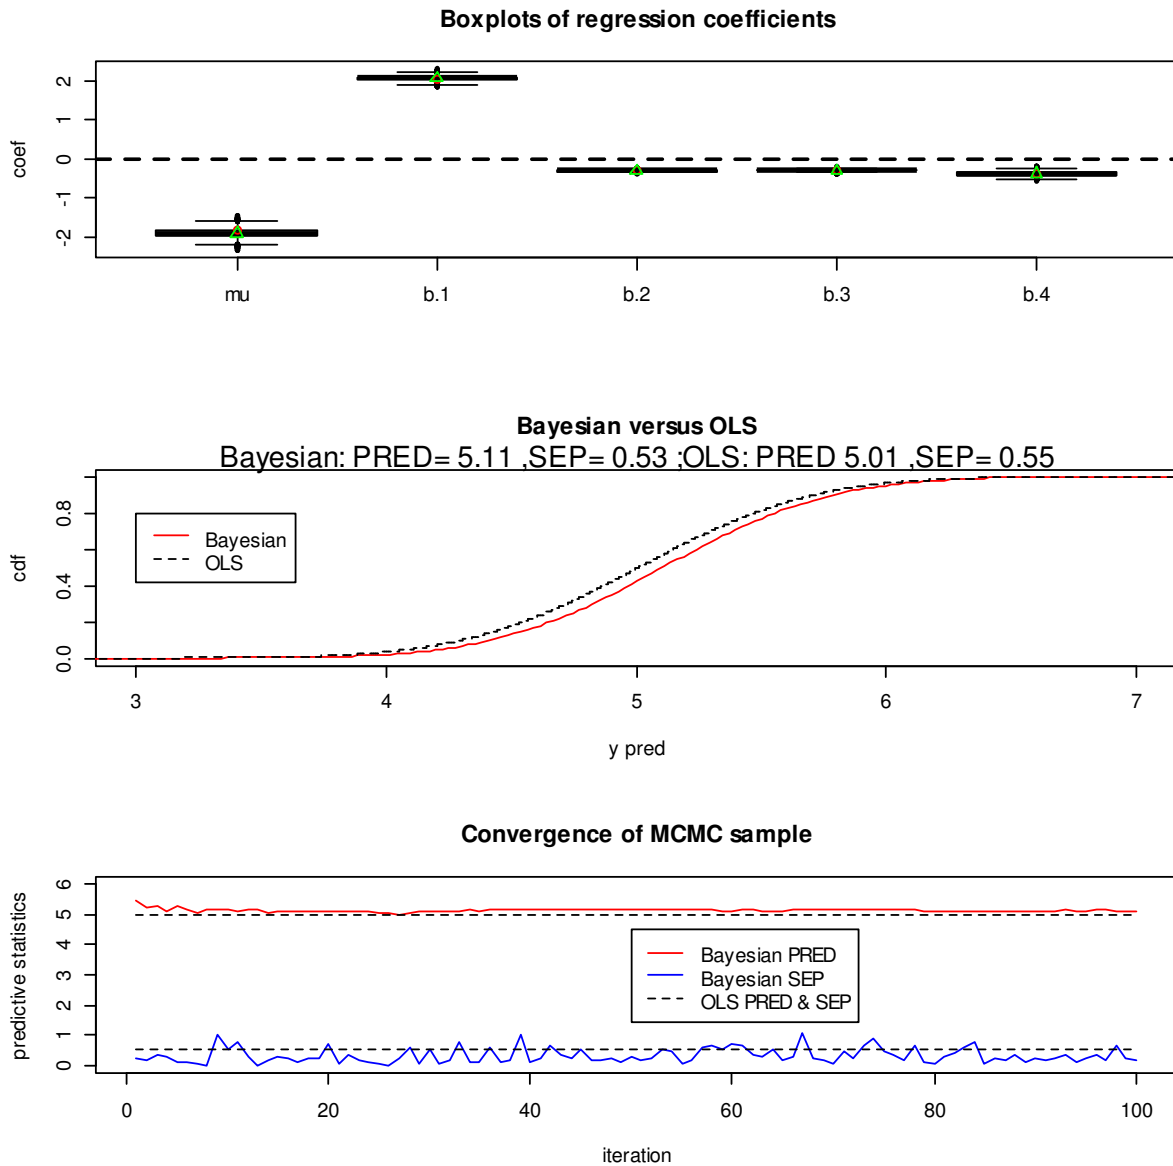 Boxplots of regression coefficients
coef
2
1
0
-1
-2
mu b.1 b.2 b.3 b.4
Bayesian versus OLS
Bayesian: PRED= 5.11 ,SEP= 0.53 ;OLS: PRED 5.01 ,SEP= 0.55
cdf
0.8
0.4
0.0
Bayesian
OLS
3 4 5 6 7
y pred
Convergence of MCMC sample
predictive statistics
6
5
4
3
2
1
0
Bayesian PRED
Bayesian SEP
OLS PRED & SEP
0 20 40 60 80 100
iteration